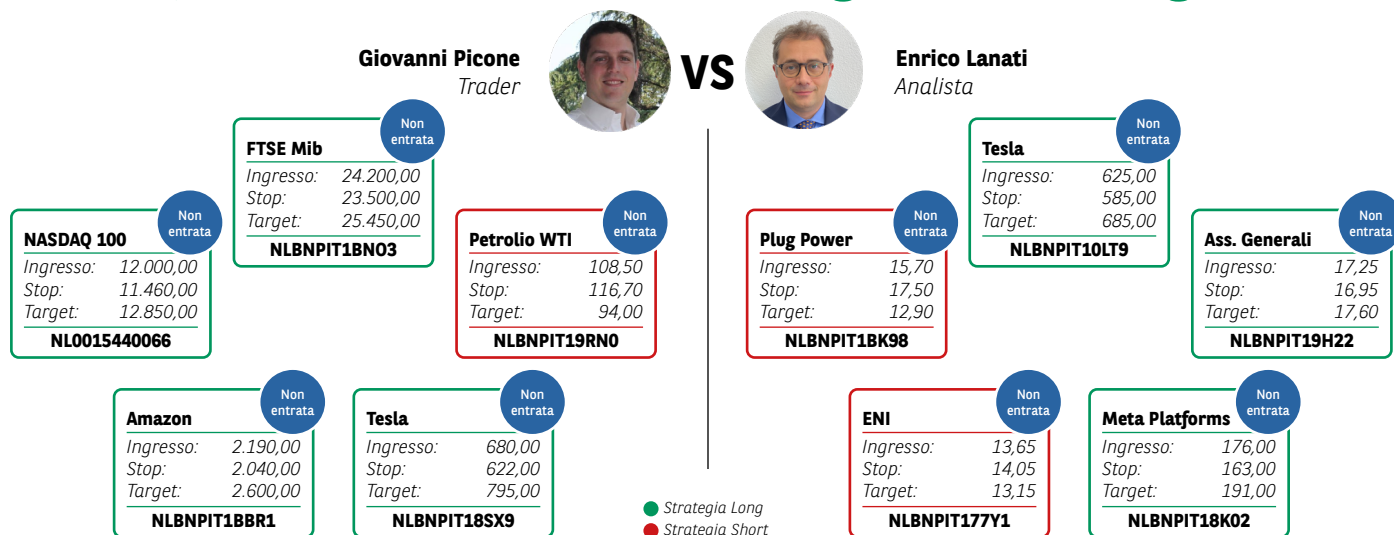 Giovanni Picone
Trader
VS
Enrico Lanati
Analista
Non
entrata
FTSE Mib
Ingresso: 24.200,00
Stop: 23.500,00
Target: 25.450,00
NLBNPIT1BNO3
Non
entrata
NASDAQ 100
Ingresso: 12.000,00
Stop: 11.460,00
Target: 12.850,00
NL0015440066
Non
entrata
Petrolio WTI
Ingresso: 108,50
Stop: 116,70
Target: 94,00
NLBNPIT19RN0
Non
entrata
Amazon
Ingresso: 2.190,00
Stop: 2.040,00
Target: 2.600,00
NLBNPIT1BBR1
Non
entrata
Tesla
Ingresso: 680,00
Stop: 622,00
Target: 795,00
NLBNPIT18SX9
Non
entrata
Tesla
Ingresso: 625,00
Stop: 585,00
Target: 685,00
NLBNPIT10LT9
Non
entrata
Plug Power
Ingresso: 15,70
Stop: 17,50
Target: 12,90
NLBNPIT1BK98
Non
entrata
Ass. Generali
Ingresso: 17,25
Stop: 16,95
Target: 17,60
NLBNPIT19H22
Non
entrata
ENI
Ingresso: 13,65
Stop: 14,05
Target: 13,15
NLBNPIT177Y1
Non
entrata
Meta Platforms
Ingresso: 176,00
Stop: 163,00
Target: 191,00
NLBNPIT18K02
Strategia Long
Strategia Short